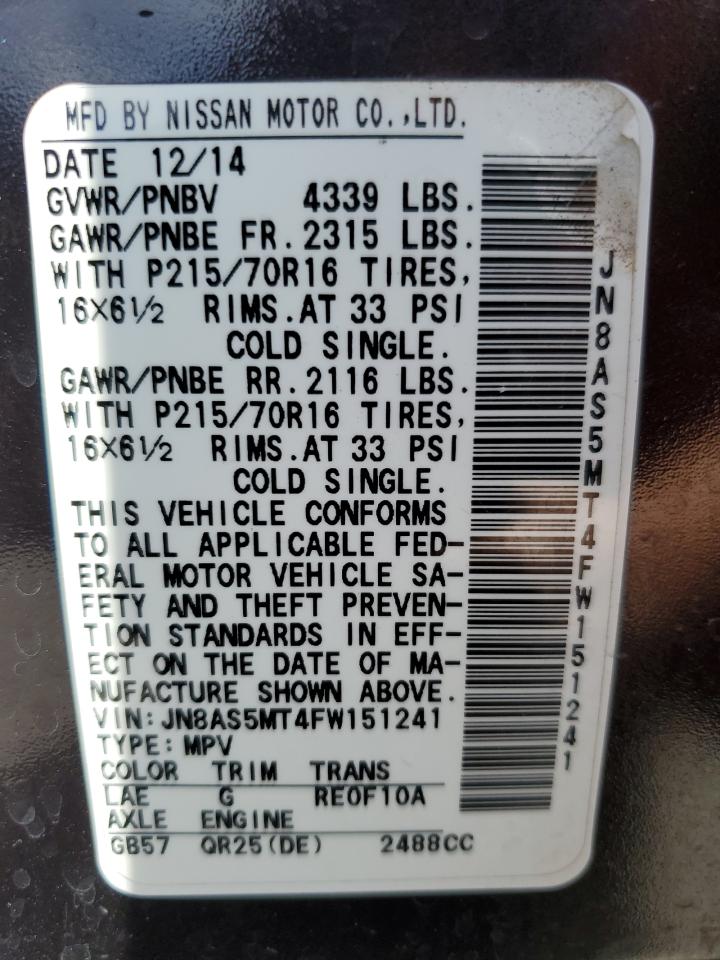 MFD BY NISSAN MOTOR CO.,LTD.
DATE 12/14
GVWR/PNBV 4339 LBS.
GAWR/PNBE FR.2315 LBS.
WITH P215/70R16 TIRES,
16X6½ RIMS.AT 33 PSI
COLD SINGLE.
GAWR/PNBE RR.2116 LBS.
WITH P215/70R16 TIRES,
16X6½ RIMS.AT 33 PSI
COLD SINGLE.
THIS VEHICLE CONFORMS
TO ALL APPLICABLE FED-
ERAL MOTOR VEHICLE SA-
FETY AND THEFT PREVEN-
TION STANDARDS IN EFF-
ECT ON THE DATE OF MA-
NUFACTURE SHOWN ABOVE.
VIN:JN8AS5MT4FW151241
TYPE:MPV
COLOR TRIM TRANS
LAE G RE0F10A
AXLE ENGINE
GB57 QR25(DE) 2488CC
JN8AS5MT4FW151241